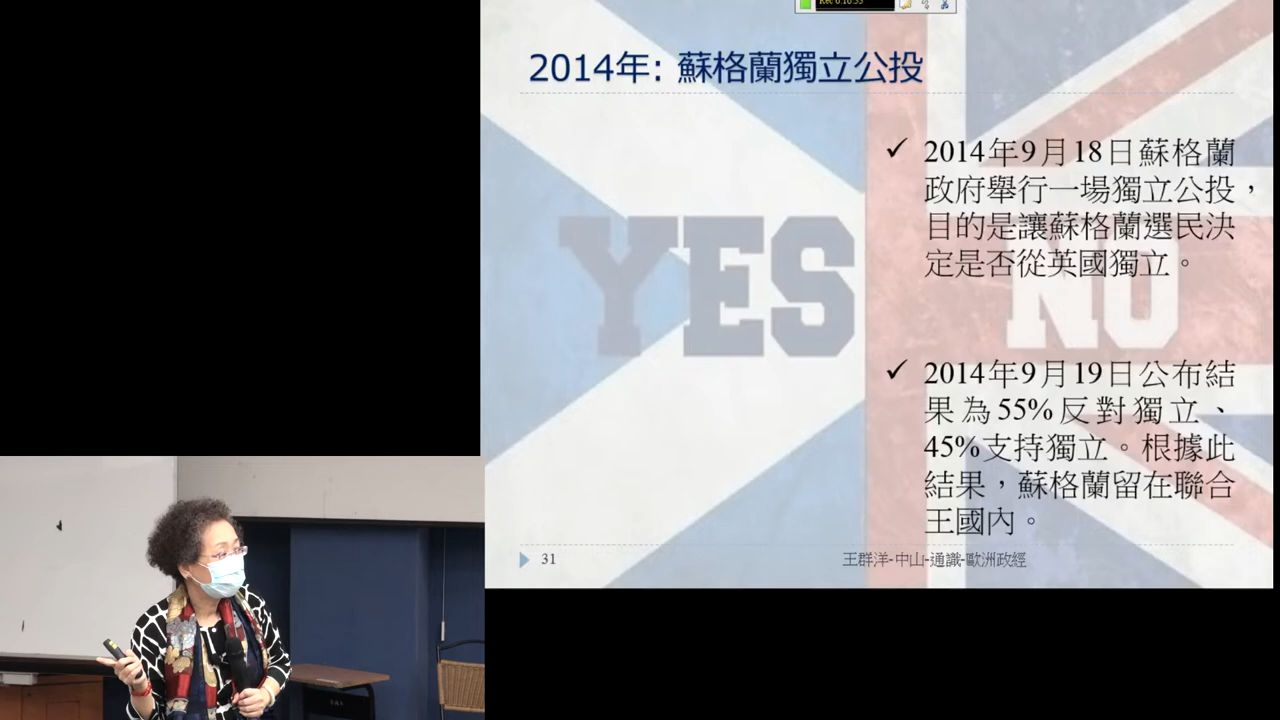 2014年: 蘇格蘭獨立公投
✓ 2014年9月18日蘇格蘭
政府舉行一場獨立公投，
目的是讓蘇格蘭選民決
定是否從英國獨立。
YES
NO
✓ 2014年9月19日公布結
果為55%反對獨立、
45%支持獨立。根據此
結果，蘇格蘭留在聯合
王國內。
31
王群洋-中山-通識-歐洲政經